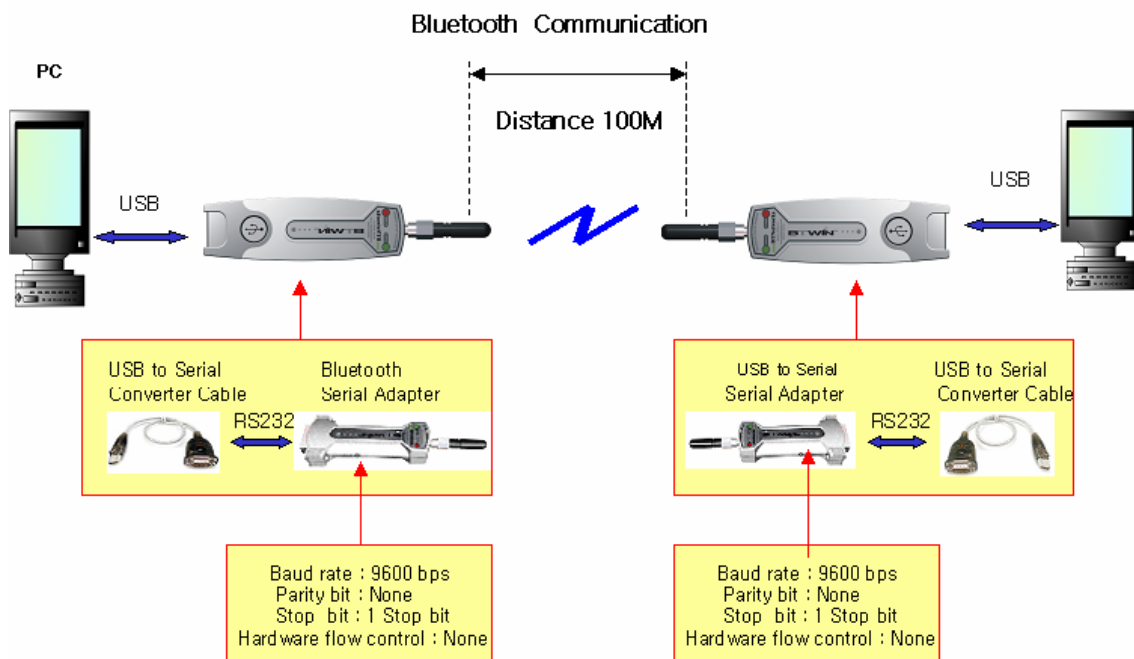 Bluetooth Communication
PC
Distance 100M
USB
USB
BTWIN
BTWIN
USB to Serial
Converter Cable
Bluetooth
Serial Adapter
RS232
USB to Serial
Serial Adapter
USB to Serial
Converter Cable
RS232
Baud rate : 9600 bps
Parity bit : None
Stop bit : 1 Stop bit
Hardware flow control : None
Baud rate : 9600 bps
Parity bit : None
Stop bit : 1 Stop bit
Hardware flow control : None